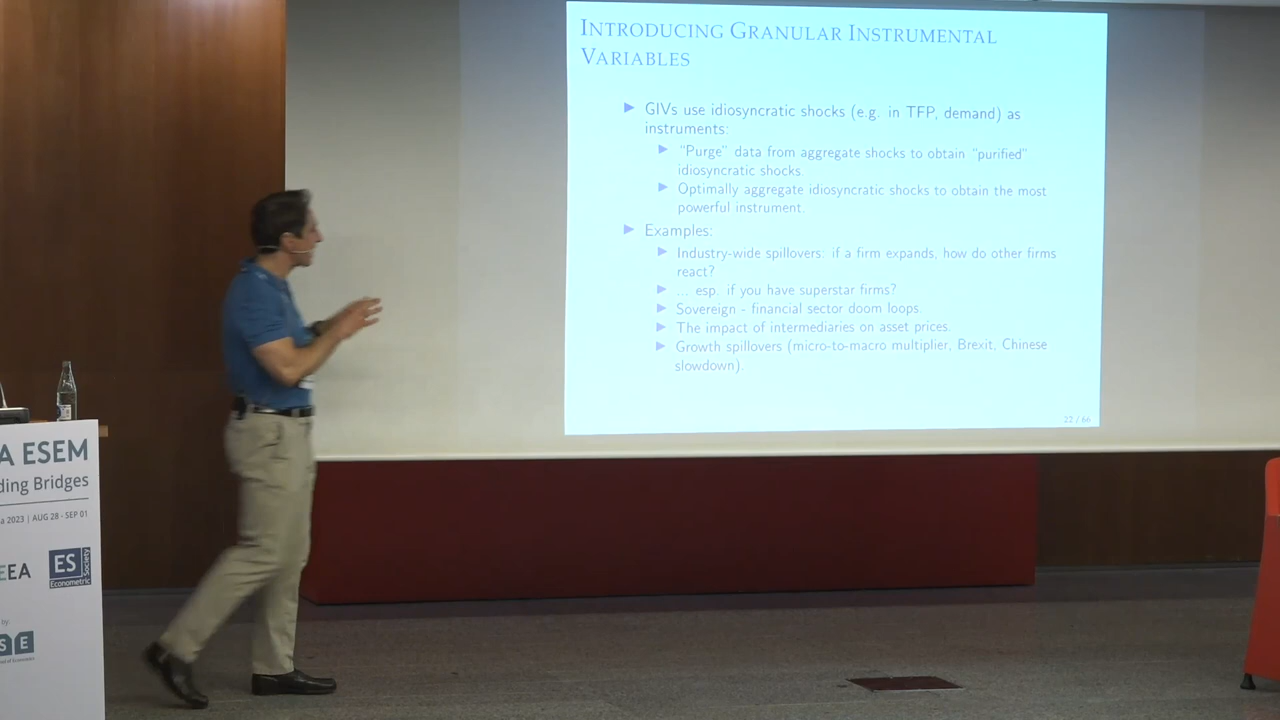 INTRODUCING GRANULAR INSTRUMENTAL
VARIABLES
GIVs use idiosyncratic shocks (e.g. in TFP, demand) as
instruments:
"Purge" data from aggregate shocks to obtain "purified"
idiosyncratic shocks.
Optimally aggregate idiosyncratic shocks to obtain the most
powerful instrument.
Examples:
Industry-wide spillovers: if a firm expands, how do other firms
react?
... esp. if you have superstar firms?
Sovereign - financial sector doom loops.
The impact of intermediaries on asset prices.
Growth spillovers (micro-to-macro multiplier, Brexit, Chinese
slowdown).
22 / 66
A ESEM
ding Bridges
a 2023 | AUG 28 - SEP 01
EEA
ES
Econometric
Society
by:
S E
of Economics